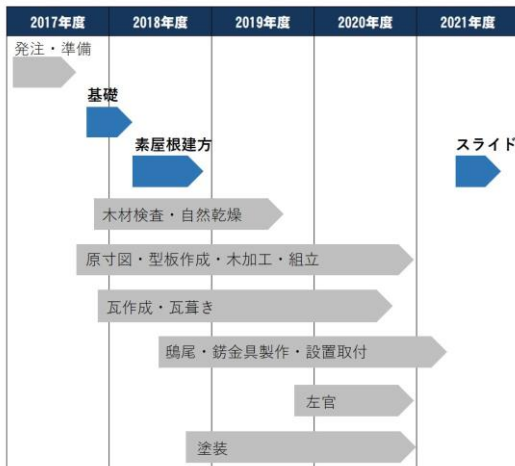 2017年度 2018年度 2019年度 2020年度 2021年度
発注・準備
基礎
素屋根建方 スライド
木材検査・自然乾燥
原寸図・型板作成・木加工・組立
瓦作成・瓦葺き
鴟尾・錺金具製作・設置取付
左官
塗装